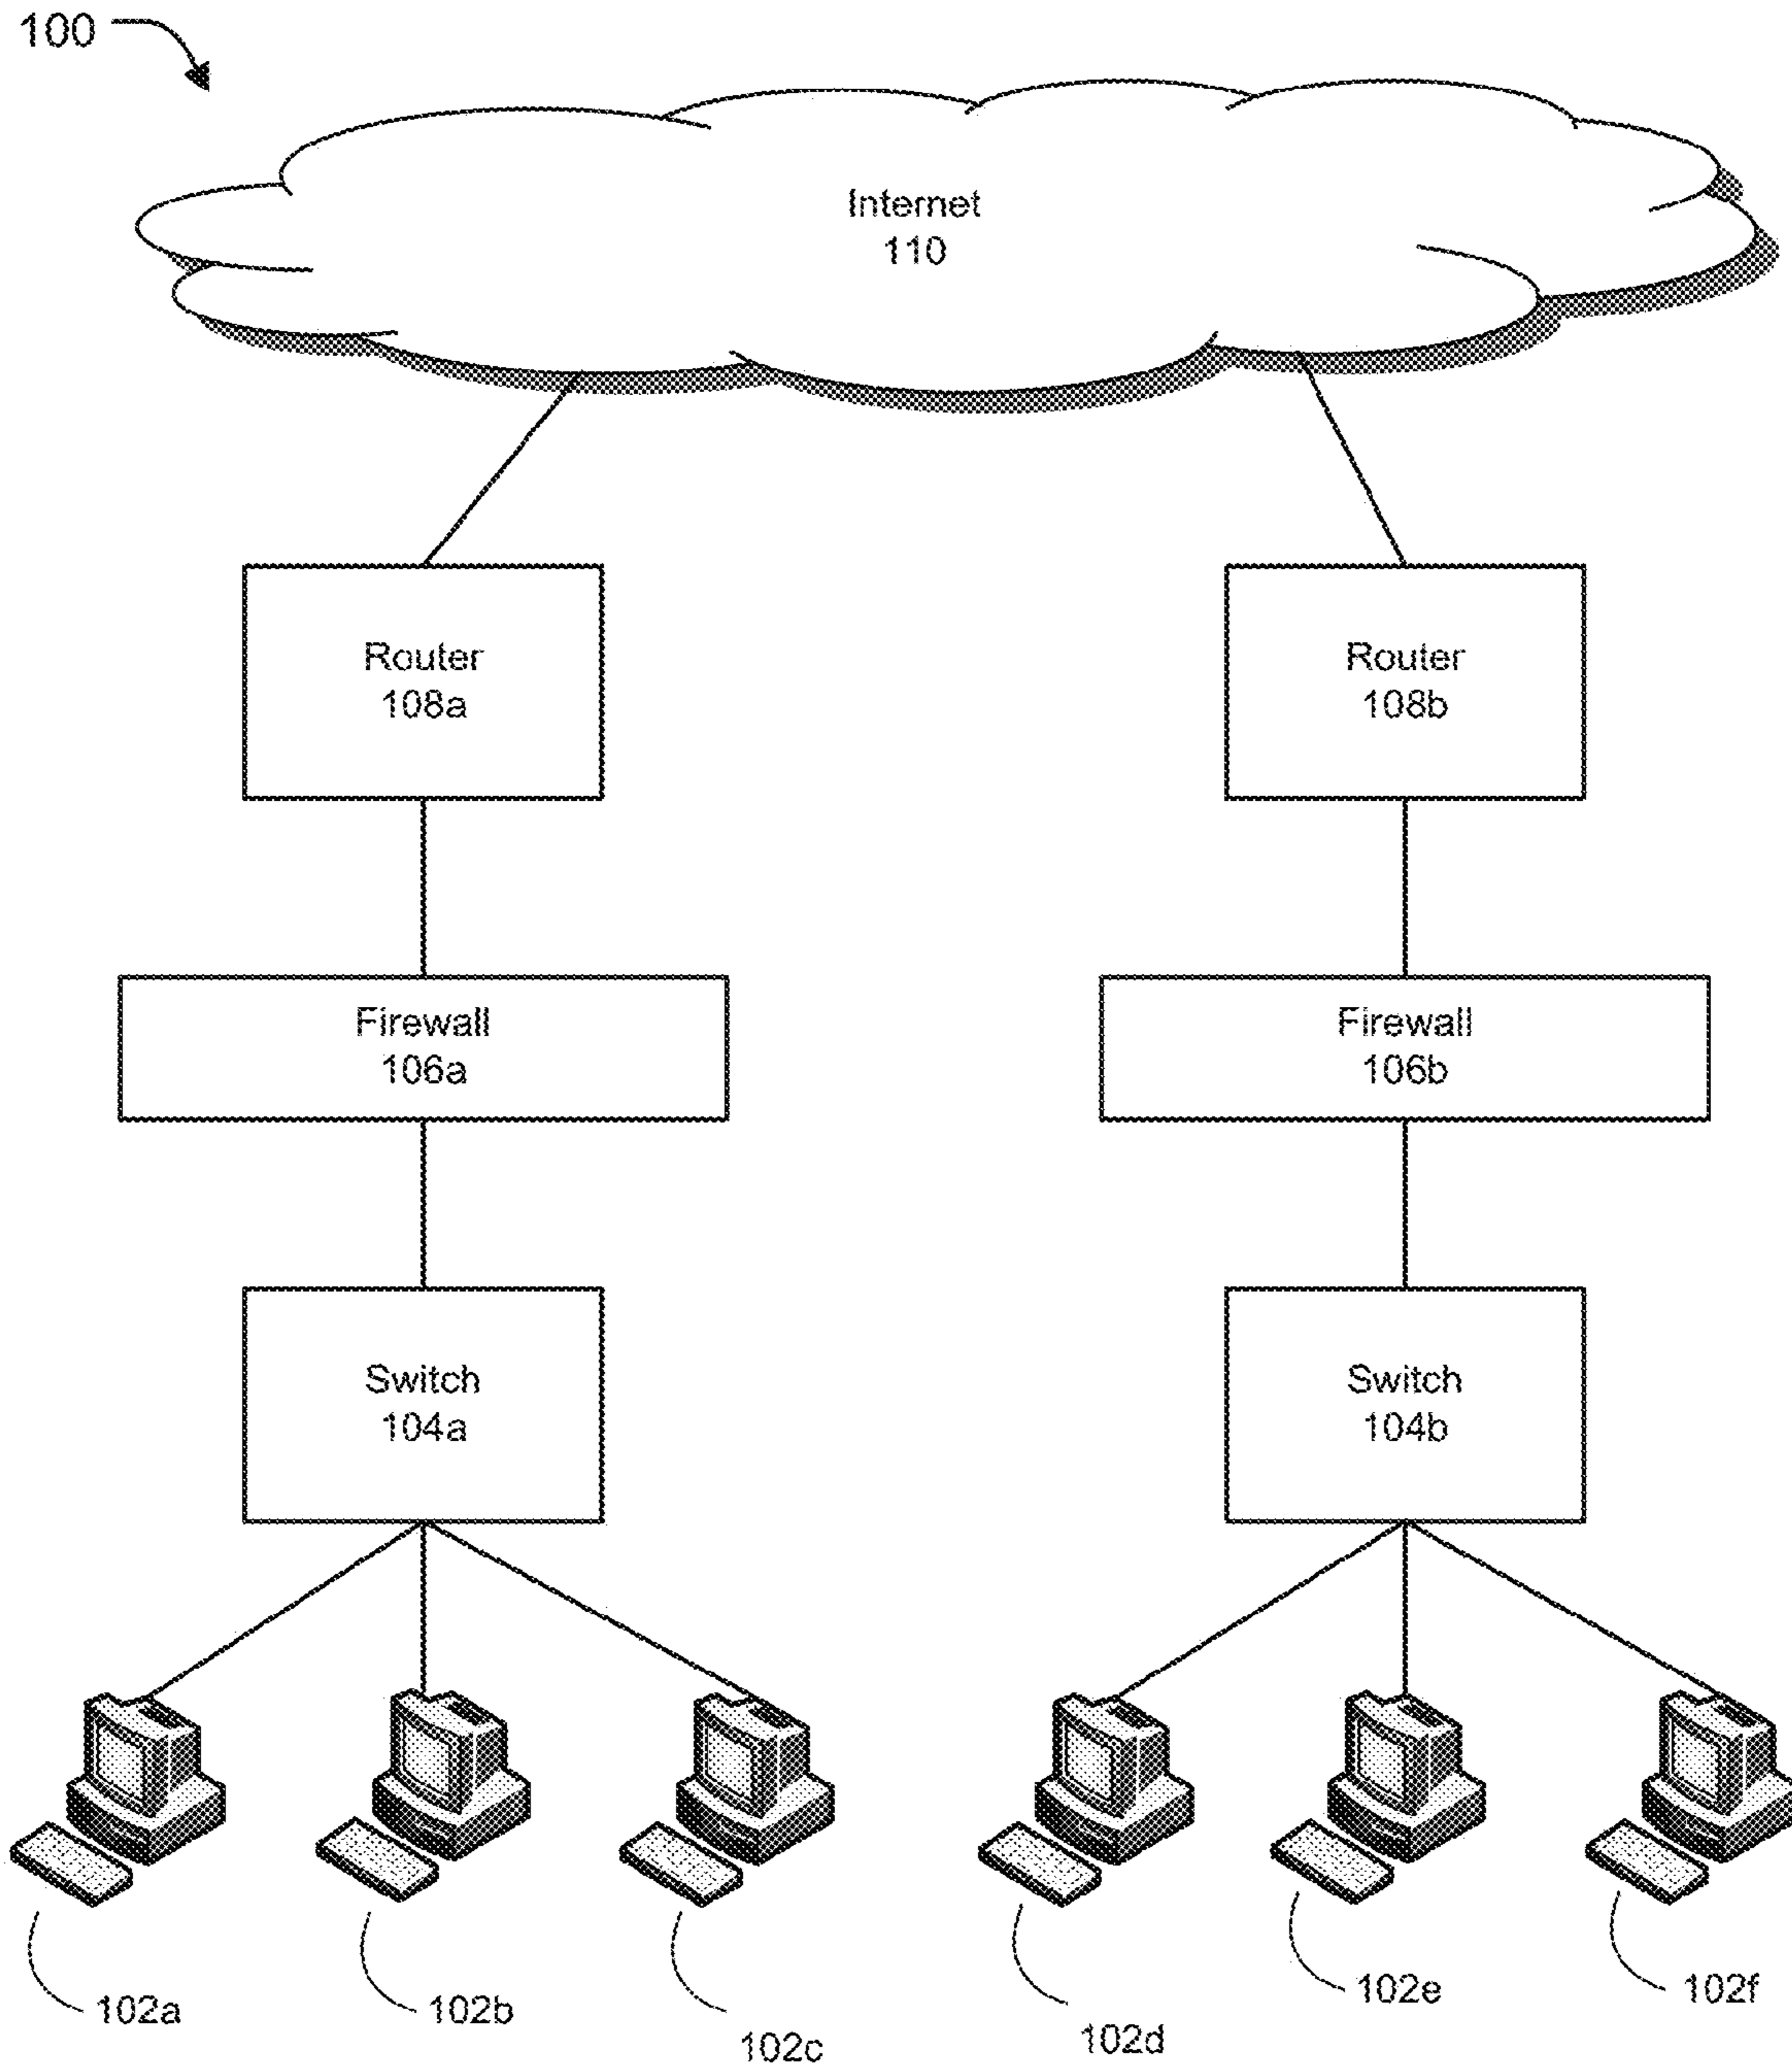 100
Internet
110
Router
108a
Router
108b
Firewall
106a
Firewall
106b
Switch
104a
Switch
104b
102a
102b
102c
102d
102e
102f